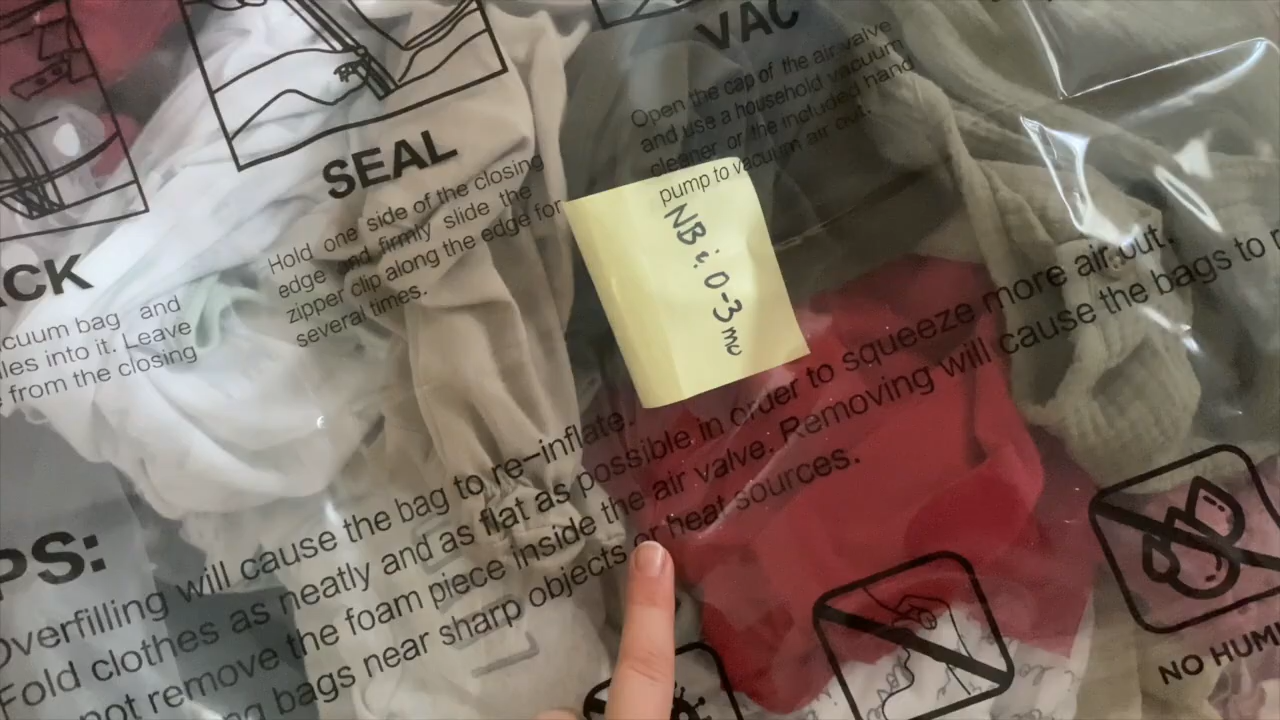 VAC
Open the cap of the air valve
and use a household vacuum
cleaner or the included hand
pump to vacuum air out.
SEAL
Hold one side of the closing
edge and firmly slide the
zipper clip along the edge for
several times.
cuum bag and
les into it. Leave
from the closing
NB i. 0-3 mo
PS:
Overfilling will cause the bag to re-inflate.
Fold clothes as neatly and as flat as possible in order to squeeze more air out.
not remove the foam piece inside the air valve. Removing will cause the bags to
bags near sharp objects or heat sources.
NO HUM